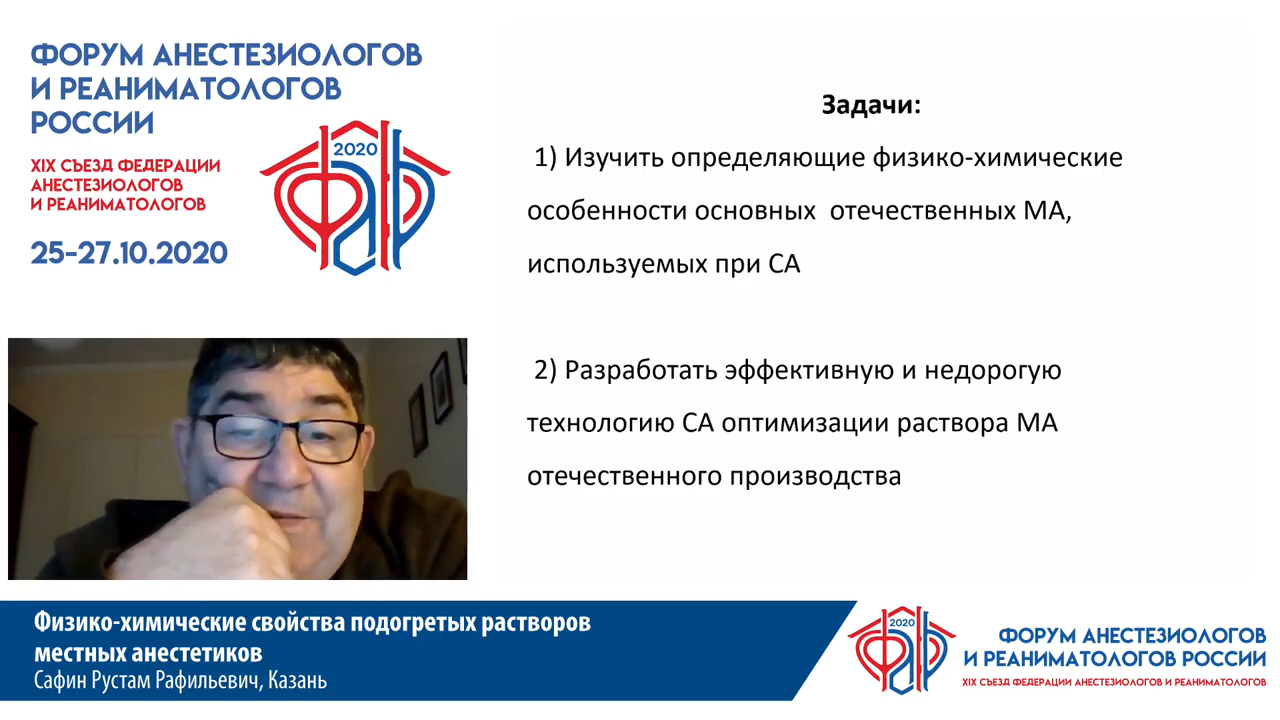 ФОРУМ АНЕСТЕЗИОЛОГОВ
И РЕАНИМАТОЛОГОВ
РОССИИ
XIX СЪЕЗД ФЕДЕРАЦИИ
АНЕСТЕЗИОЛОГОВ
И РЕАНИМАТОЛОГОВ
25-27.10.2020
2020
ФАР
Задачи:
1) Изучить определяющие физико-химические
особенности основных отечественных МА,
используемых при СА
2) Разработать эффективную и недорогую
технологию СА оптимизации раствора МА
отечественного производства
Физико-химические свойства подогретых растворов
местных анестетиков
Сафин Рустам Рафильевич, Казань
2020
ФАР
ФОРУМ АНЕСТЕЗИОЛОГОВ
И РЕАНИМАТОЛОГОВ РОССИИ
XIX СЪЕЗД ФЕДЕРАЦИИ АНЕСТЕЗИОЛОГОВ И РЕАНИМАТОЛОГОВ